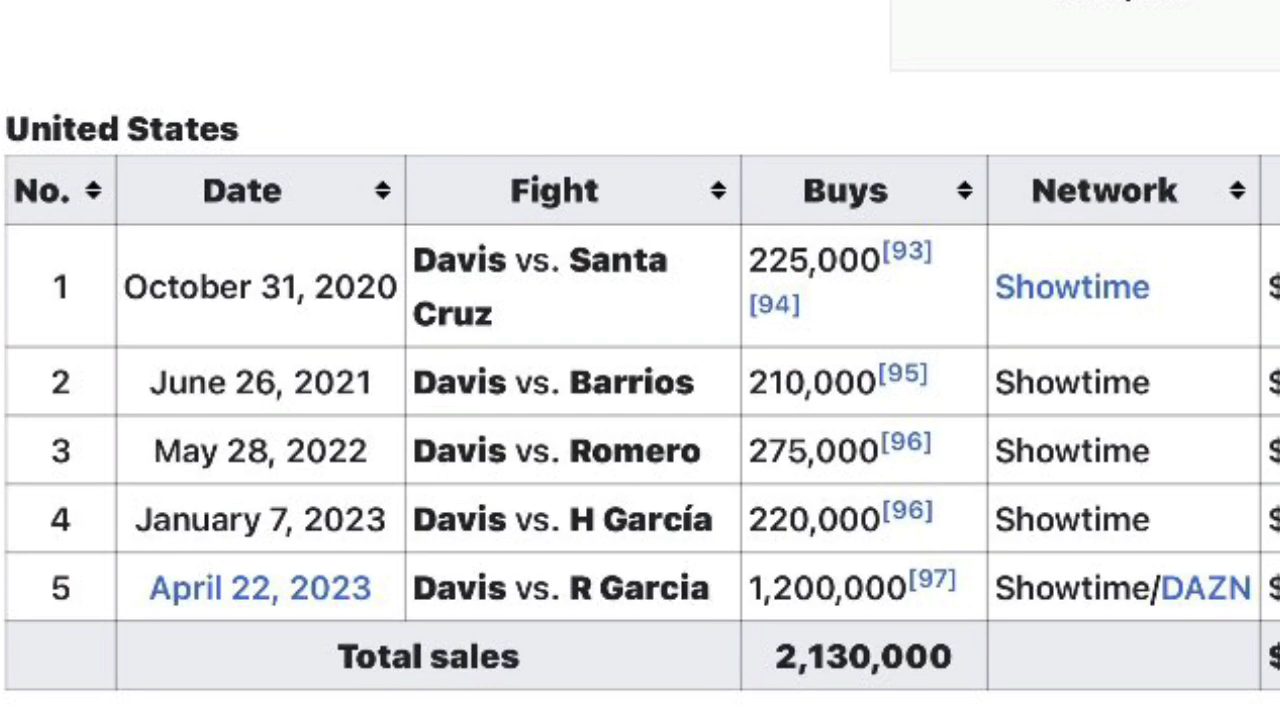 United States
No. Date Fight Buys Network
1 October 31, 2020 Davis vs. Santa Cruz 225,000[93][94] Showtime $
2 June 26, 2021 Davis vs. Barrios 210,000[95] Showtime $
3 May 28, 2022 Davis vs. Romero 275,000[96] Showtime $
4 January 7, 2023 Davis vs. H García 220,000[96] Showtime $
5 April 22, 2023 Davis vs. R Garcia 1,200,000[97] Showtime/DAZN $
Total sales 2,130,000 $